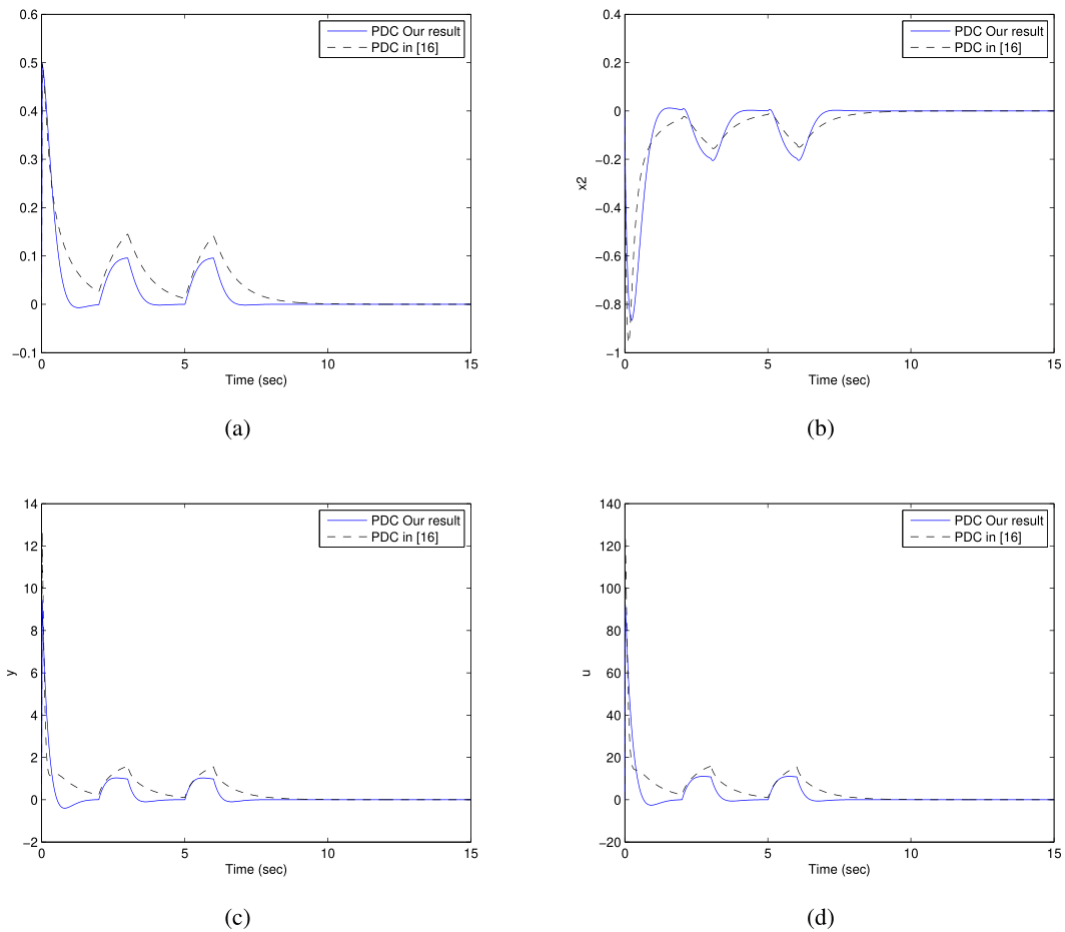 0.6
0.5
0.4
0.3
0.2
0.1
0
−0.1
0
5
10
15
Time (sec)
PDC Our result
PDC in [16]
(a)
0.4
0.2
0
−0.2
−0.4
−0.6
−0.8
−1
x2
0
5
10
15
Time (sec)
PDC Our result
PDC in [16]
(b)
14
12
10
8
6
4
2
0
−2
y
0
5
10
15
Time (sec)
PDC Our result
PDC in [16]
(c)
140
120
100
80
60
40
20
0
−20
u
0
5
10
15
Time (sec)
PDC Our result
PDC in [16]
(d)